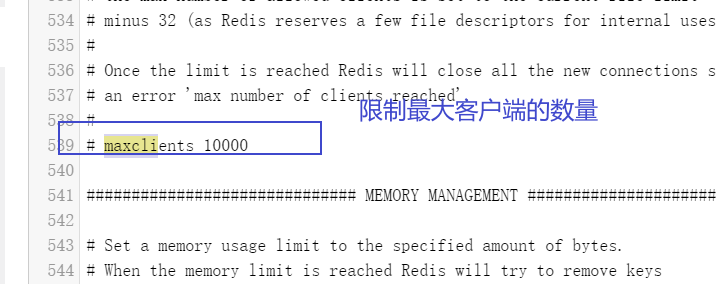 534 # minus 32 (as Redis reserves a few file descriptors for internal uses
535 #
536 # Once the limit is reached Redis will close all the new connections s
537 # an error 'max number of clients reached'.
限制最大客户端的数量
538 #
539 # maxclients 10000
540
541 ############################## MEMORY MANAGEMENT #####################
542
543 # Set a memory usage limit to the specified amount of bytes.
544 # When the memory limit is reached Redis will try to remove keys